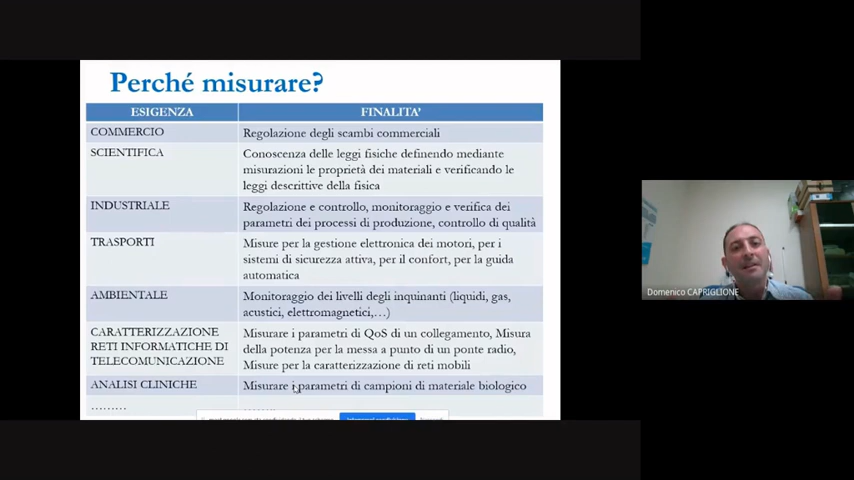 Perché misurare?
ESIGENZA
FINALITA'
COMMERCIO
Regolazione degli scambi commerciali
SCIENTIFICA
Conoscenza delle leggi fisiche definendo mediante
misurazioni le proprietà dei materiali e verificando le
leggi descrittive della fisica
INDUSTRIALE
Regolazione e controllo, monitoraggio e verifica dei
parametri dei processi di produzione, controllo di qualità
TRASPORTI
Misure per la gestione elettronica dei motori, per i
sistemi di sicurezza attiva, per il confort, per la guida
automatica
AMBIENTALE
Monitoraggio dei livelli degli inquinanti (liquidi, gas,
acustici, elettromagnetici,…)
CARATTERIZZAZIONE
RETI INFORMATICHE DI
TELECOMUNICAZIONE
Misurare i parametri di QoS di un collegamento, Misura
della potenza per la messa a punto di un ponte radio,
Misure per la caratterizzazione di reti mobili
ANALISI CLINICHE
Misurare i parametri di campioni di materiale biologico
………
Domenico CAPRIGLIONE